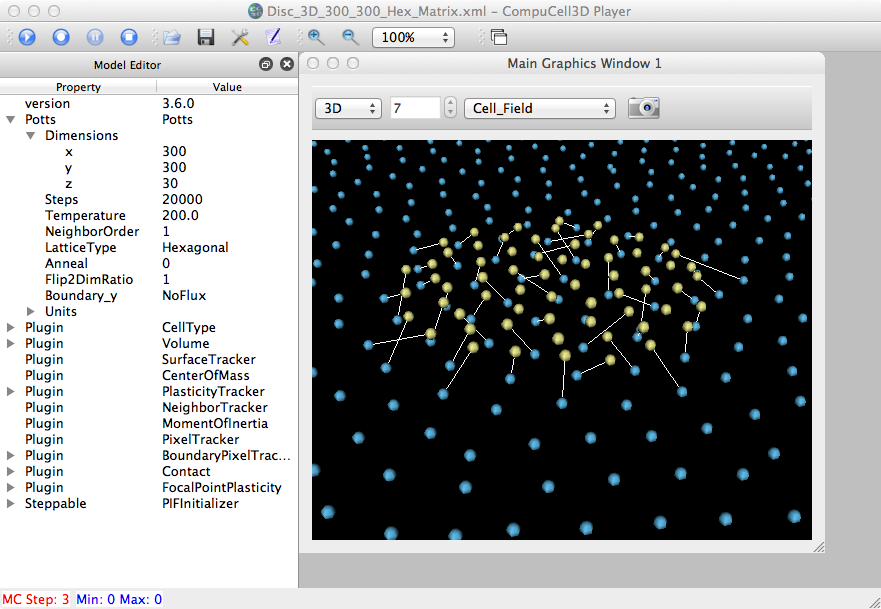 Disc_3D_300_300_Hex_Matrix.xml – CompuCell3D Player
100%
Model Editor
Property Value
version 3.6.0
Potts Potts
Dimensions
x 300
y 300
z 30
Steps 20000
Temperature 200.0
NeighborOrder 1
LatticeType Hexagonal
Anneal 0
Flip2DimRatio 1
Boundary_y NoFlux
Units
Plugin CellType
Plugin Volume
Plugin SurfaceTracker
Plugin CenterOfMass
Plugin PlasticityTracker
Plugin NeighborTracker
Plugin MomentOfInertia
Plugin PixelTracker
Plugin BoundaryPixelTrac...
Plugin Contact
Plugin FocalPointPlasticity
Steppable PIFInitializer
Main Graphics Window 1
3D 7 Cell_Field
MC Step: 3 Min: 0 Max: 0